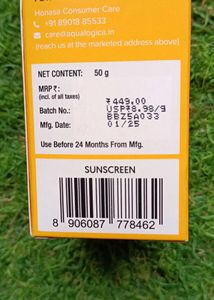 Honasa Consumer Care
+91 89018 85533
care@aqualogica.in
(reach us at the marketed address above)
NET CONTENT: 50 g
MRP ₹: ₹449.00
(incl. of all taxes) USP₹8.98/g
Batch No.: BBZ5A033
Mfg. Date: 01/25
Use Before 24 Months From Mfg.
SUNSCREEN
8 906087 778462